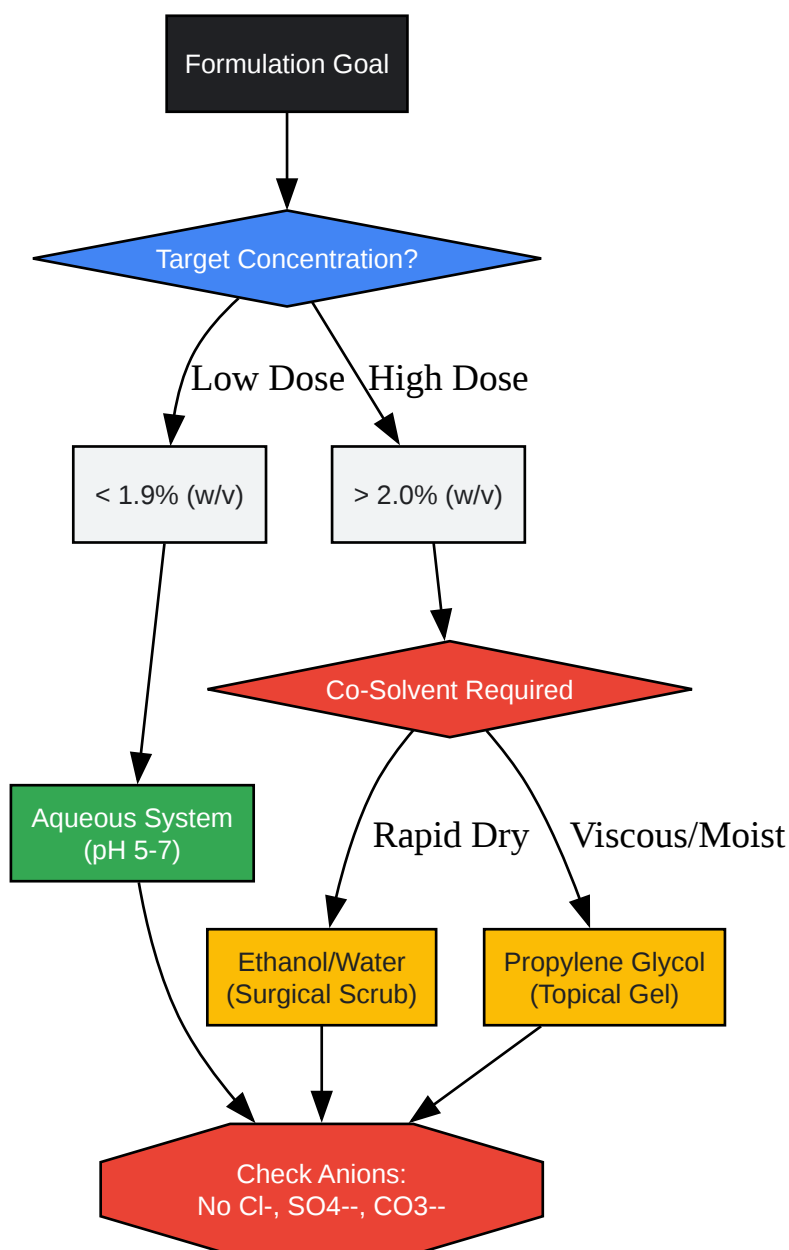 Formulation Goal
Target Concentration?
Low Dose
High Dose
< 1.9% (w/v)
> 2.0% (w/v)
Co-Solvent Required
Aqueous System
(pH 5-7)
Rapid Dry
Viscous/Moist
Ethanol/Water
(Surgical Scrub)
Propylene Glycol
(Topical Gel)
Check Anions:
No Cl-, SO4--, CO3--